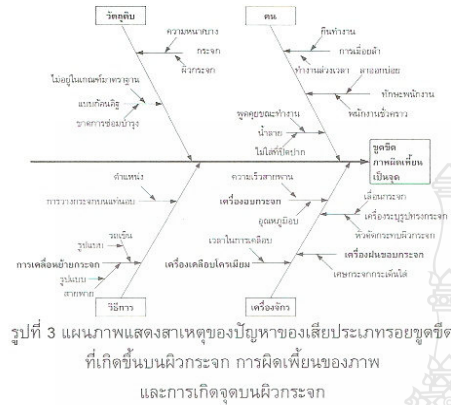 วัตถุดิบ
คน
ความหนาบาง
กระจก
ผิวกระจก
ไม่อยู่ในเกณฑ์มาตราฐาน
แบบก้อนอิฐ
ขาดการซ่อมบำรุง
ยืนทำงาน
การเมื่อยล้า
ทำงานล่วงเวลา
ลาออกบ่อย
ทักษะพนักงาน
พนักงานชั่วคราว
พูดคุยขณะทำงาน
น้ำลาย
ไม่ใส่ที่ปิดปาก
ขูดขีด
ภาพผิดเพี้ยน
เป็นจุด
ตำแหน่ง
การวางกระจกบนแท่นอบ
รถเข็น
รูปแบบ
การเคลื่อนย้ายกระจก
รูปแบบ
สายพาย
วิธีการ
ความเร็วสายพาน
เครื่องอบกระจก
อุณหภูมิอบ
เวลาในการเคลือบ
เครื่องเคลือบโครเมียม
เลื่อนกระจก
เครื่องระบุรูปทรงกระจก
หัวตัดกระทบผิวกระจก
เครื่องฝนขอบกระจก
เศษกระจกกระเด็นใส่
เครื่องจักร
รูปที่ 3 แผนภาพแสดงสาเหตุของปัญหาของเสียประเภทรอยขูดขีด
ที่เกิดขึ้นบนผิวกระจก การผิดเพี้ยนของภาพ
และการเกิดจุดบนผิวกระจก